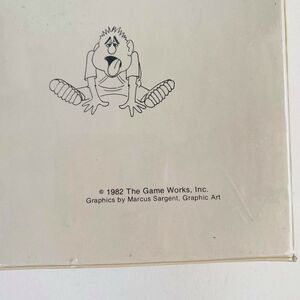 © 1982 The Game Works, Inc.
Graphics by Marcus Sargent, Graphic Art